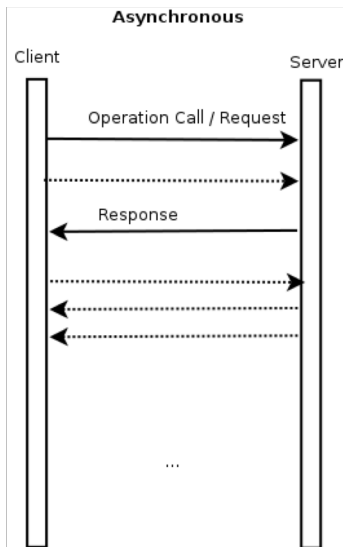 Asynchronous
Client
Server
Operation Call / Request
Response
...